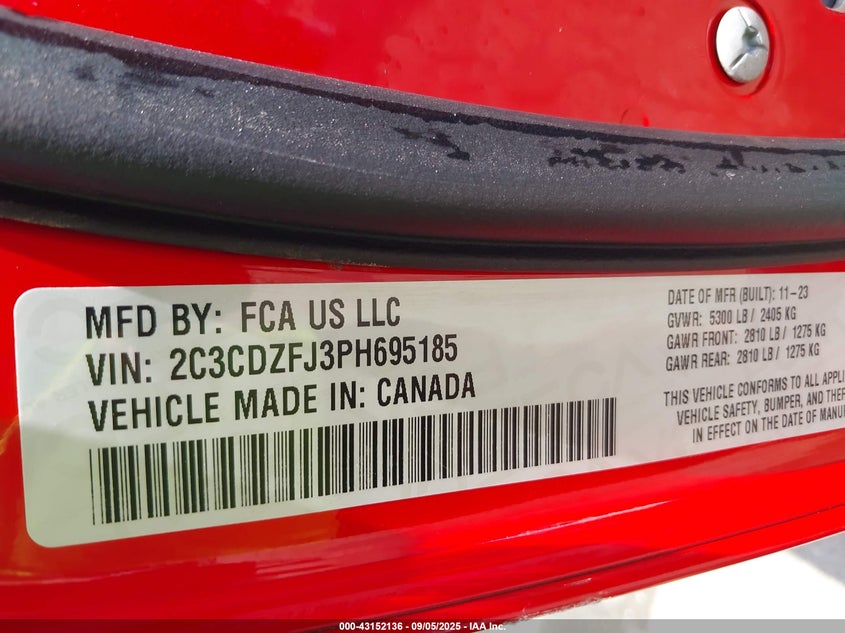 MFD BY: FCA US LLC
VIN: 2C3CDZFJ3PH695185
VEHICLE MADE IN: CANADA
DATE OF MFR (BUILT): 11-23
GVWR: 5300 LB / 2405 KG
GAWR FRONT: 2810 LB / 1275 KG
GAWR REAR: 2810 LB / 1275 KG
THIS VEHICLE CONFORMS TO ALL APPLI
VEHICLE SAFETY, BUMPER, AND THEF
IN EFFECT ON THE DATE OF MANU
000-43152136 - 09/05/2025 - IAA Inc.